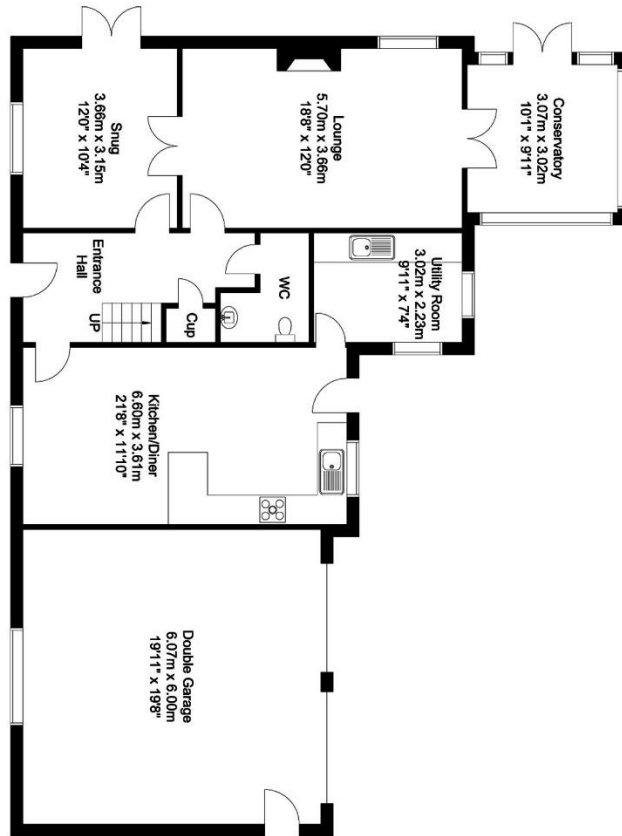 Snug
3.66m x 3.15m
12'0" x 10'4"
Lounge
5.70m x 3.66m
18'8" x 12'0"
Conservatory
3.07m x 3.02m
10'1" x 9'11"
Entrance
Hall
UP
Cup
WC
Utility Room
3.02m x 2.23m
9'11" x 7'4"
Kitchen/Diner
6.60m x 3.61m
21'8" x 11'10"
Double Garage
6.07m x 6.00m
19'11" x 19'8"